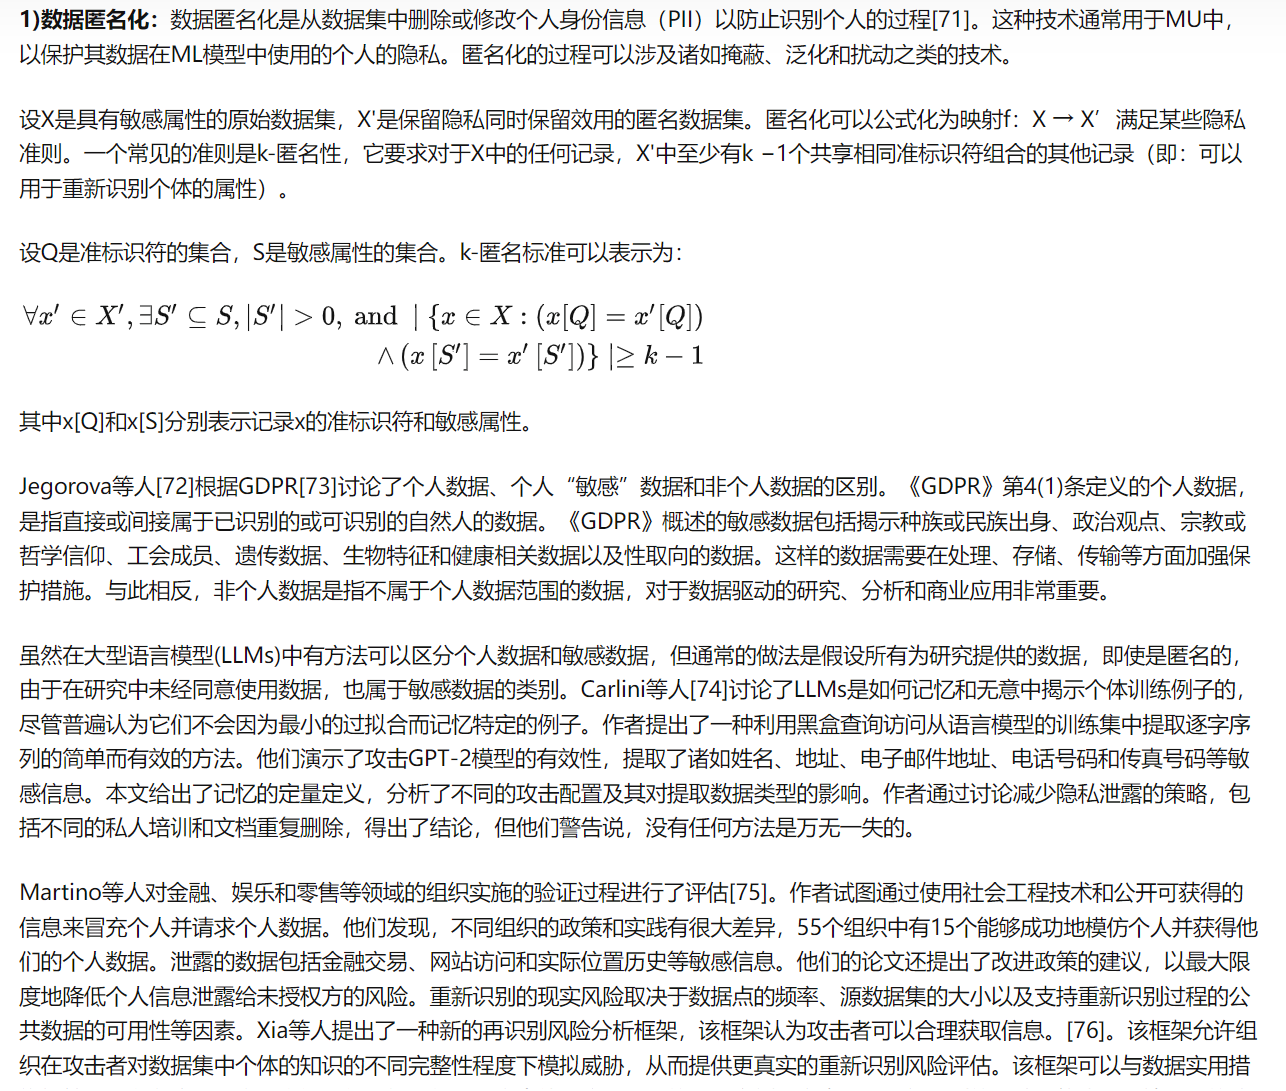 1)数据匿名化：数据匿名化是从数据集中删除或修改个人身份信息（PII）以防止识别个人的过程[71]。这种技术通常用于MU中，
以保护其数据在ML模型中使用的个人的隐私。匿名化的过程可以涉及诸如掩蔽、泛化和扰动之类的技术。
设X是具有敏感属性的原始数据集，X'是保留隐私同时保留效用的匿名数据集。匿名化可以公式化为映射f：X → X′ 满足某些隐私
准则。一个常见的准则是k-匿名性，它要求对于X中的任何记录，X'中至少有k −1个共享相同准标识符组合的其他记录（即：可以
用于重新识别个体的属性）。
设Q是准标识符的集合，S是敏感属性的集合。k-匿名标准可以表示为：
∀x′ ∈ X′, ∃S′ ⊆ S, |S′| > 0, and | {x ∈ X : (x[Q] = x′[Q])
∧ (x [S′] = x′ [S′])} |≥ k − 1
其中x[Q]和x[S]分别表示记录x的准标识符和敏感属性。
Jegorova等人[72]根据GDPR[73]讨论了个人数据、个人“敏感”数据和非个人数据的区别。《GDPR》第4(1)条定义的个人数据，
是指直接或间接属于已识别的或可识别的自然人的数据。《GDPR》概述的敏感数据包括揭示种族或民族出身、政治观点、宗教或
哲学信仰、工会成员、遗传数据、生物特征和健康相关数据以及性取向的数据。这样的数据需要在处理、存储、传输等方面加强保
护措施。与此相反，非个人数据是指不属于个人数据范围的数据，对于数据驱动的研究、分析和商业应用非常重要。
虽然在大型语言模型(LLMs)中有方法可以区分个人数据和敏感数据，但通常的做法是假设所有为研究提供的数据，即使是匿名的，
由于在研究中未经同意使用数据，也属于敏感数据的类别。Carlini等人[74]讨论了LLMs是如何记忆和无意中揭示个体训练例子的，
尽管普遍认为它们不会因为最小的过拟合而记忆特定的例子。作者提出了一种利用黑盒查询访问从语言模型的训练集中提取逐字序
列的简单而有效的方法。他们演示了攻击GPT-2模型的有效性，提取了诸如姓名、地址、电子邮件地址、电话号码和传真号码等敏
感信息。本文给出了记忆的定量定义，分析了不同的攻击配置及其对提取数据类型的影响。作者通过讨论减少隐私泄露的策略，包
括不同的私人培训和文档重复删除，得出了结论，但他们警告说，没有任何方法是万无一失的。
Martino等人对金融、娱乐和零售等领域的组织实施的验证过程进行了评估[75]。作者试图通过使用社会工程技术和公开可获得的
信息来冒充个人并请求个人数据。他们发现，不同组织的政策和实践有很大差异，55个组织中有15个能够成功地模仿个人并获得他
们的个人数据。泄露的数据包括金融交易、网站访问和实际位置历史等敏感信息。他们的论文还提出了改进政策的建议，以最大限
度地降低个人信息泄露给未授权方的风险。重新识别的现实风险取决于数据点的频率、源数据集的大小以及支持重新识别过程的公
共数据的可用性等因素。Xia等人提出了一种新的再识别风险分析框架，该框架认为攻击者可以合理获取信息。[76]。该框架允许组
织在攻击者对数据集中个体的知识的不同完整性程度下模拟威胁，从而提供更真实的重新识别风险评估。该框架可以与数据实用措